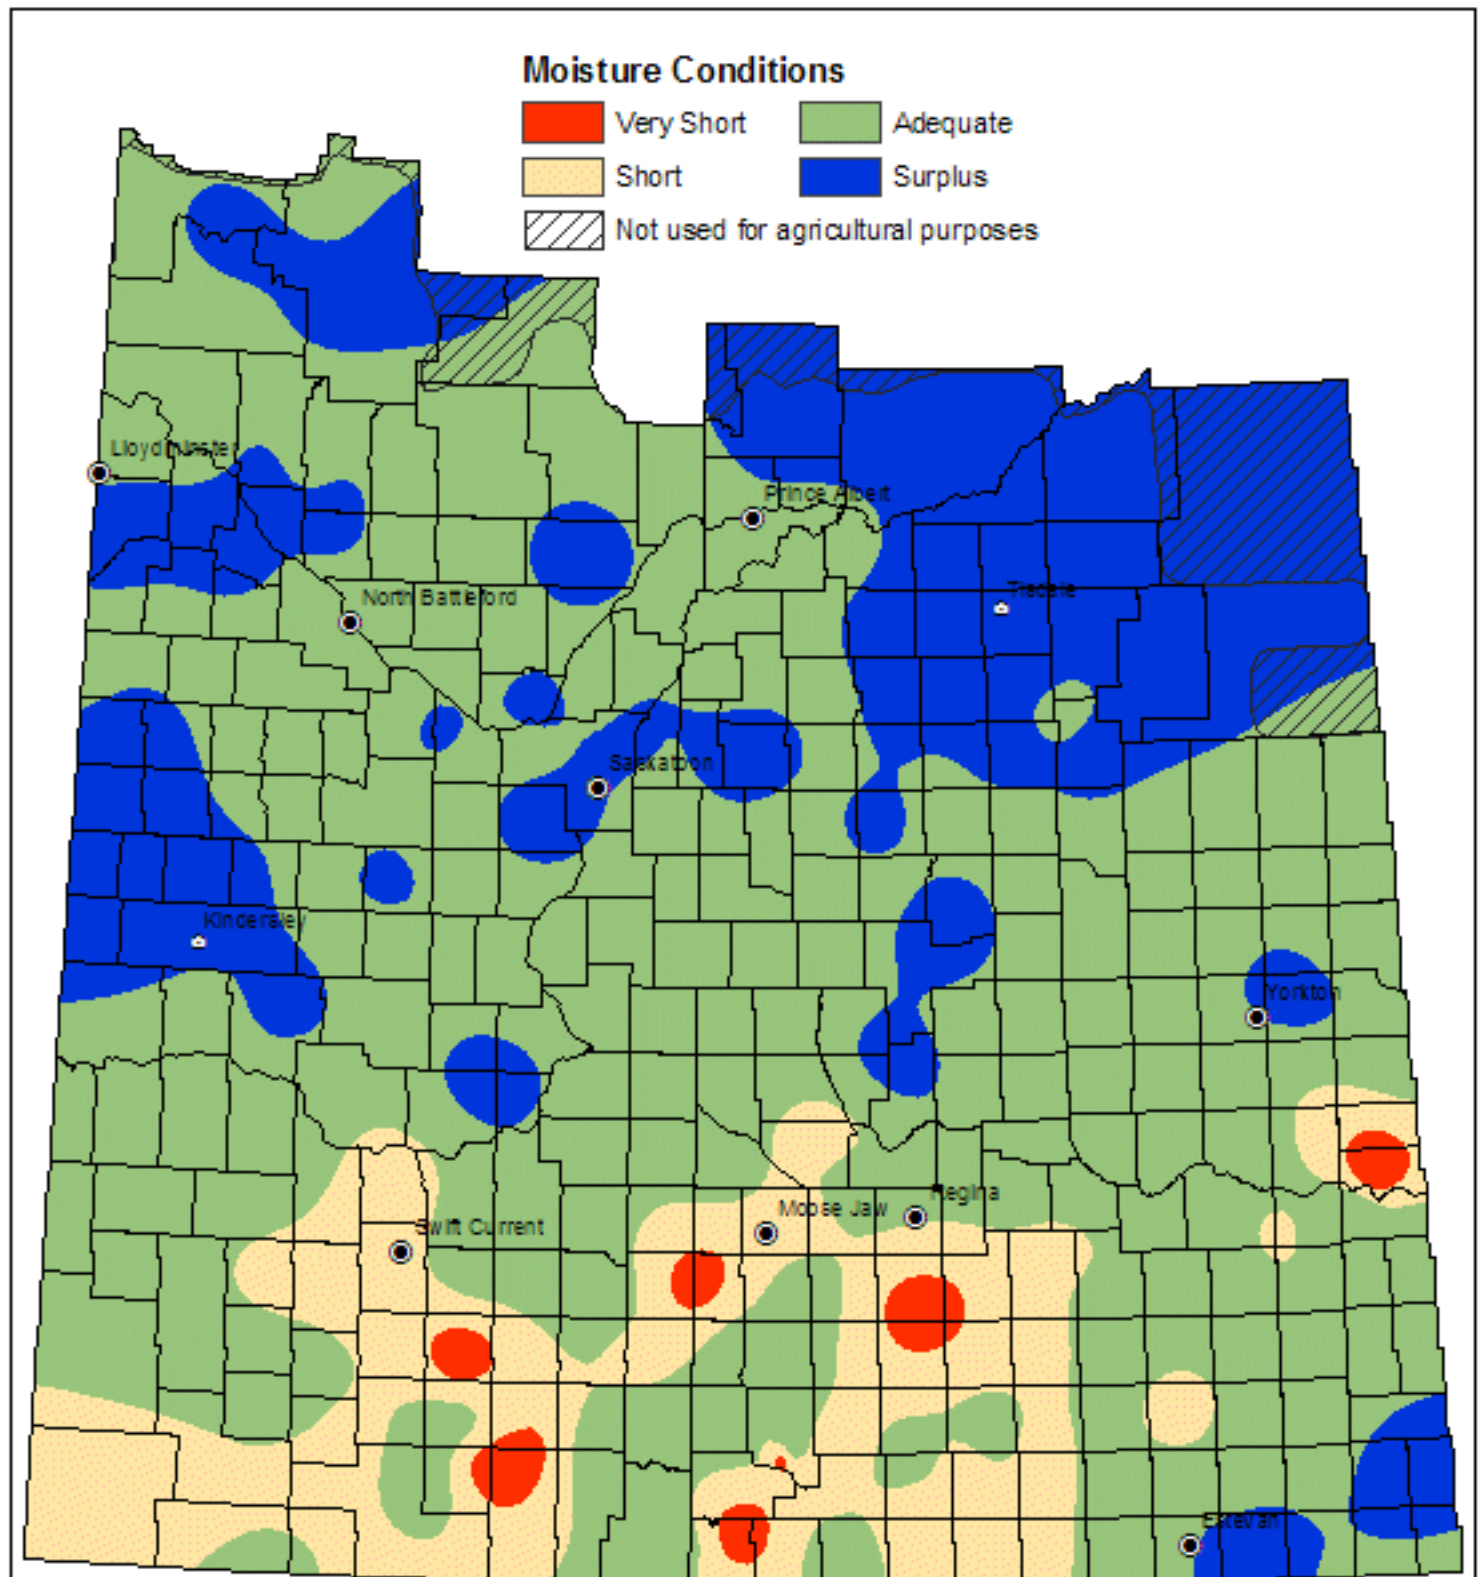 Moisture Conditions
Very Short
Adequate
Short
Surplus
Not used for agricultural purposes
Lloydminster
Prince Albert
Tisdale
North Battleford
Saskatoon
Kindersley
Yorkton
Regina
Moose Jaw
Swift Current
Estevan